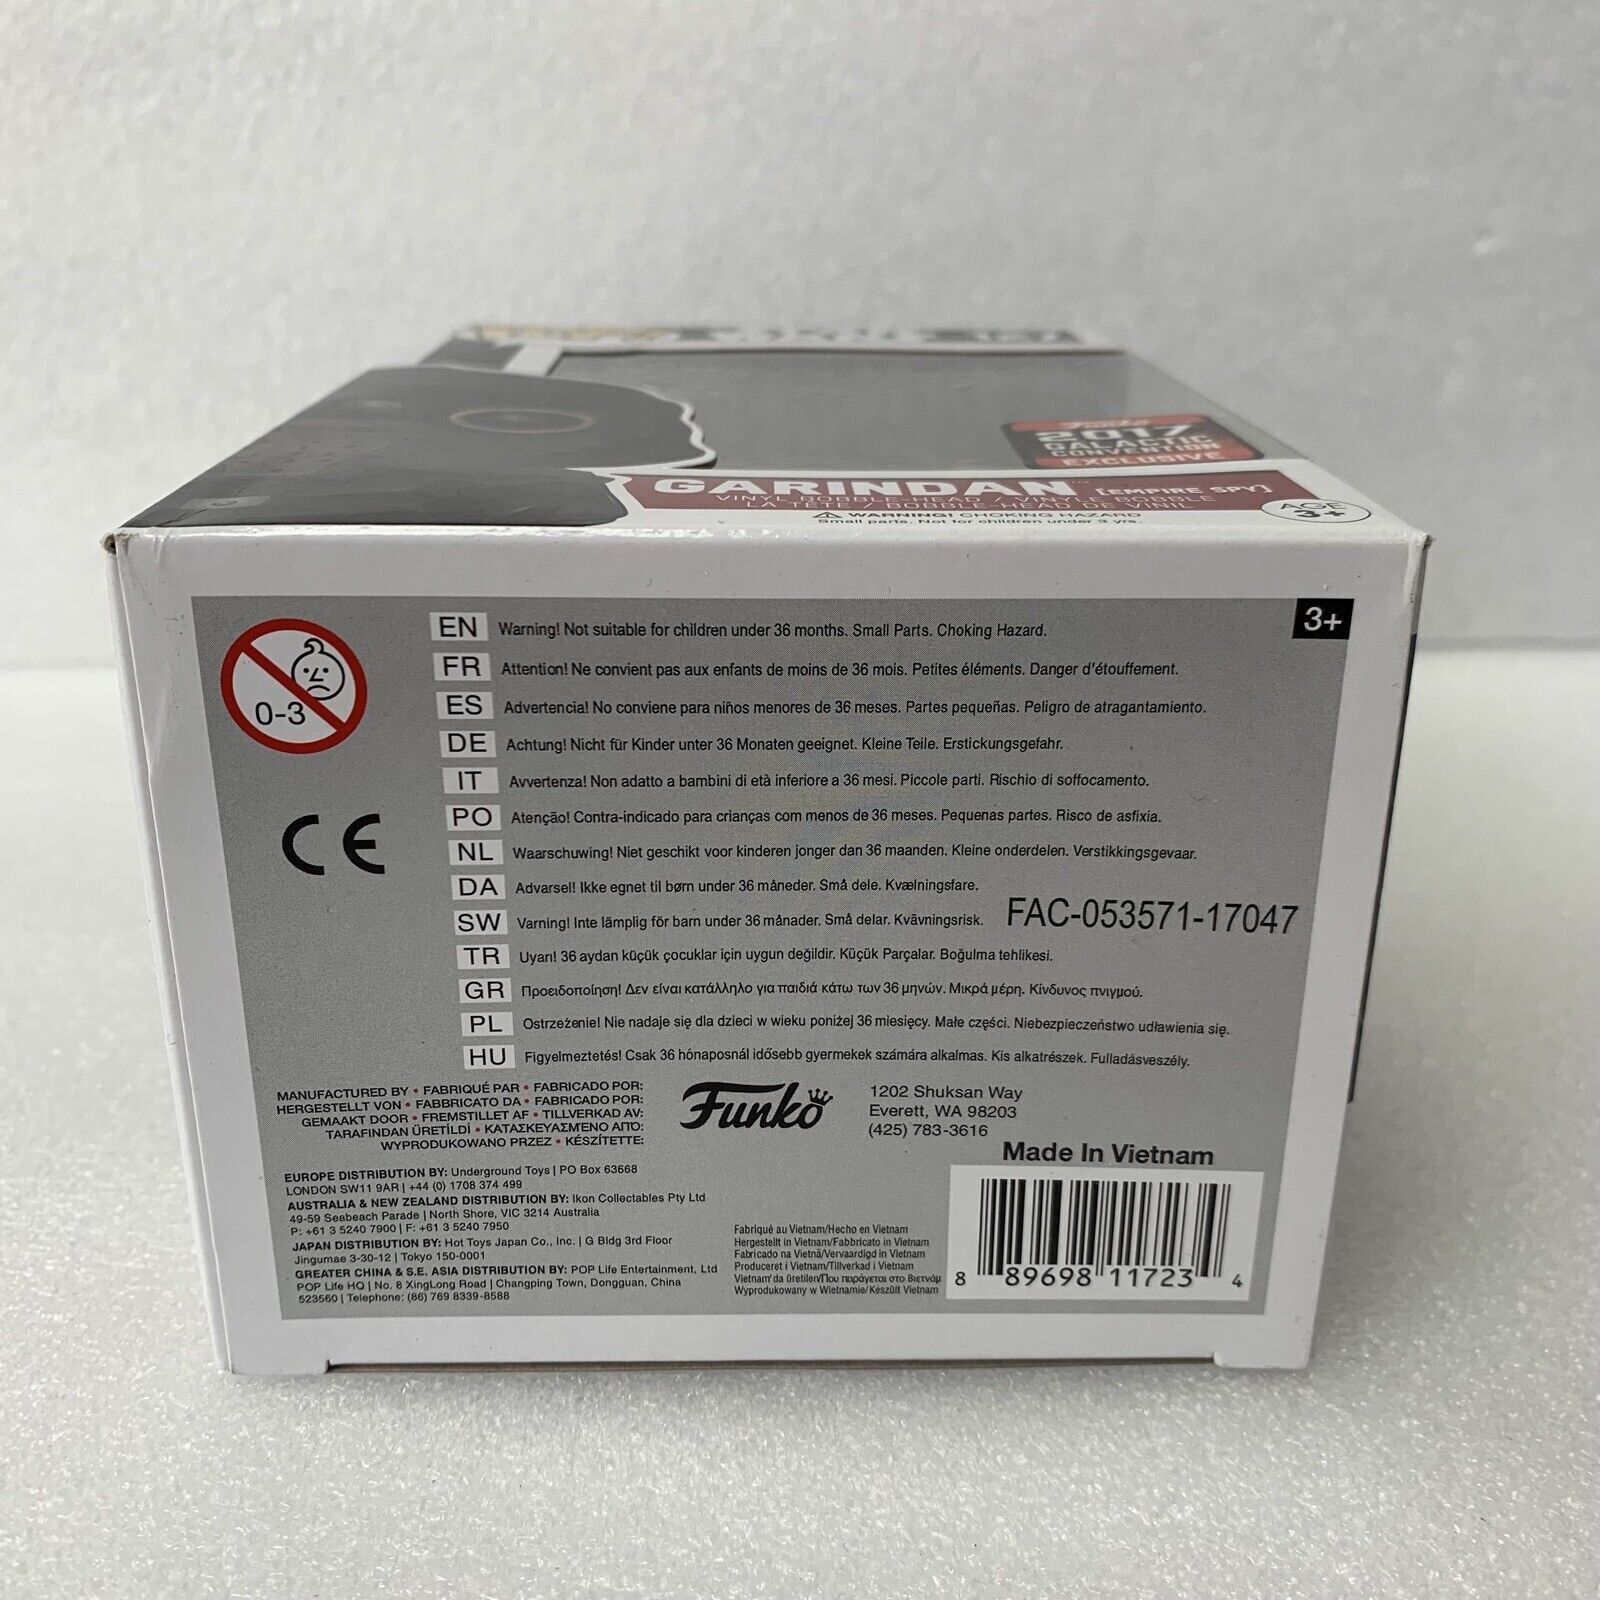 Funko
2017
GALACTIC
CONVENTION
EXCLUSIVE
GARINDAN™ [EMPIRE SPY]
VINYL BOBBLE-HEAD / VINYLE BOBBLE
LA TÊTE / BOBBLE-HEAD DE VINIL
⚠ WARNING: CHOKING HAZARD
Small parts. Not for children under 3 yrs.
AGE
3+
3+
0-3
CE
EN Warning! Not suitable for children under 36 months. Small Parts. Choking Hazard.
FR Attention! Ne convient pas aux enfants de moins de 36 mois. Petites éléments. Danger d'étouffement.
ES Advertencia! No conviene para niños menores de 36 meses. Partes pequeñas. Peligro de atragantamiento.
DE Achtung! Nicht für Kinder unter 36 Monaten geeignet. Kleine Teile. Erstickungsgefahr.
IT Avvertenza! Non adatto a bambini di età inferiore a 36 mesi. Piccole parti. Rischio di soffocamento.
PO Atenção! Contra-indicado para crianças com menos de 36 meses. Pequenas partes. Risco de asfixia.
NL Waarschuwing! Niet geschikt voor kinderen jonger dan 36 maanden. Kleine onderdelen. Verstikkingsgevaar.
DA Advarsel! Ikke egnet til børn under 36 måneder. Små dele. Kvælningsfare.
SW Varning! Inte lämplig för barn under 36 månader. Små delar. Kvävningsrisk.
FAC-053571-17047
TR Uyarı! 36 aydan küçük çocuklar için uygun değildir. Küçük Parçalar. Boğulma tehlikesi.
GR Προειδοποίηση! Δεν είναι κατάλληλο για παιδιά κάτω των 36 μηνών. Μικρά μέρη. Κίνδυνος πνιγμού.
PL Ostrzeżenie! Nie nadaje się dla dzieci w wieku poniżej 36 miesięcy. Małe części. Niebezpieczeństwo udławienia się.
HU Figyelmeztetés! Csak 36 hónaposnál idősebb gyermekek számára alkalmas. Kis alkatrészek. Fulladásveszély.
MANUFACTURED BY • FABRIQUÉ PAR • FABRICADO POR:
HERGESTELLT VON • FABBRICATO DA • FABRICADO POR:
GEMAAKT DOOR • FREMSTILLET AF • TILLVERKAD AV:
TARAFINDAN ÜRETİLDİ • ΚΑΤΑΣΚΕΥΑΣΜΕΝΟ ΑΠΌ:
WYPRODUKOWANO PRZEZ • KÉSZÍTETTE:
Funko
1202 Shuksan Way
Everett, WA 98203
(425) 783-3616
Made In Vietnam
EUROPE DISTRIBUTION BY: Underground Toys | PO Box 63668
LONDON SW11 9AR | +44 (0) 1708 374 499
AUSTRALIA & NEW ZEALAND DISTRIBUTION BY: Ikon Collectables Pty Ltd
49-59 Seabeach Parade | North Shore, VIC 3214 Australia
P: +61 3 5240 7900 | F: +61 3 5240 7950
JAPAN DISTRIBUTION BY: Hot Toys Japan Co., Inc. | G Bldg 3rd Floor
Jingumae 3-30-12 | Tokyo 150-0001
GREATER CHINA & S.E. ASIA DISTRIBUTION BY: POP Life Entertainment, Ltd
POP Life HQ | No. 8 XingLong Road | Changping Town, Dongguan, China
523560 | Telephone: (86) 769 8339-8588
Fabriqué au Vietnam/Hecho en Vietnam
Hergestellt in Vietnam/Fabbricato in Vietnam
Fabricado na Vietnã/Vervaardigd in Vietnam
Produceret i Vietnam/Tillverkad i Vietnam
Vietnam'da üretilen/Που παράγεται στο Βιετνάμ
Wyprodukowany w Wietnamie/Készült Vietnam
8 89698 11723 4